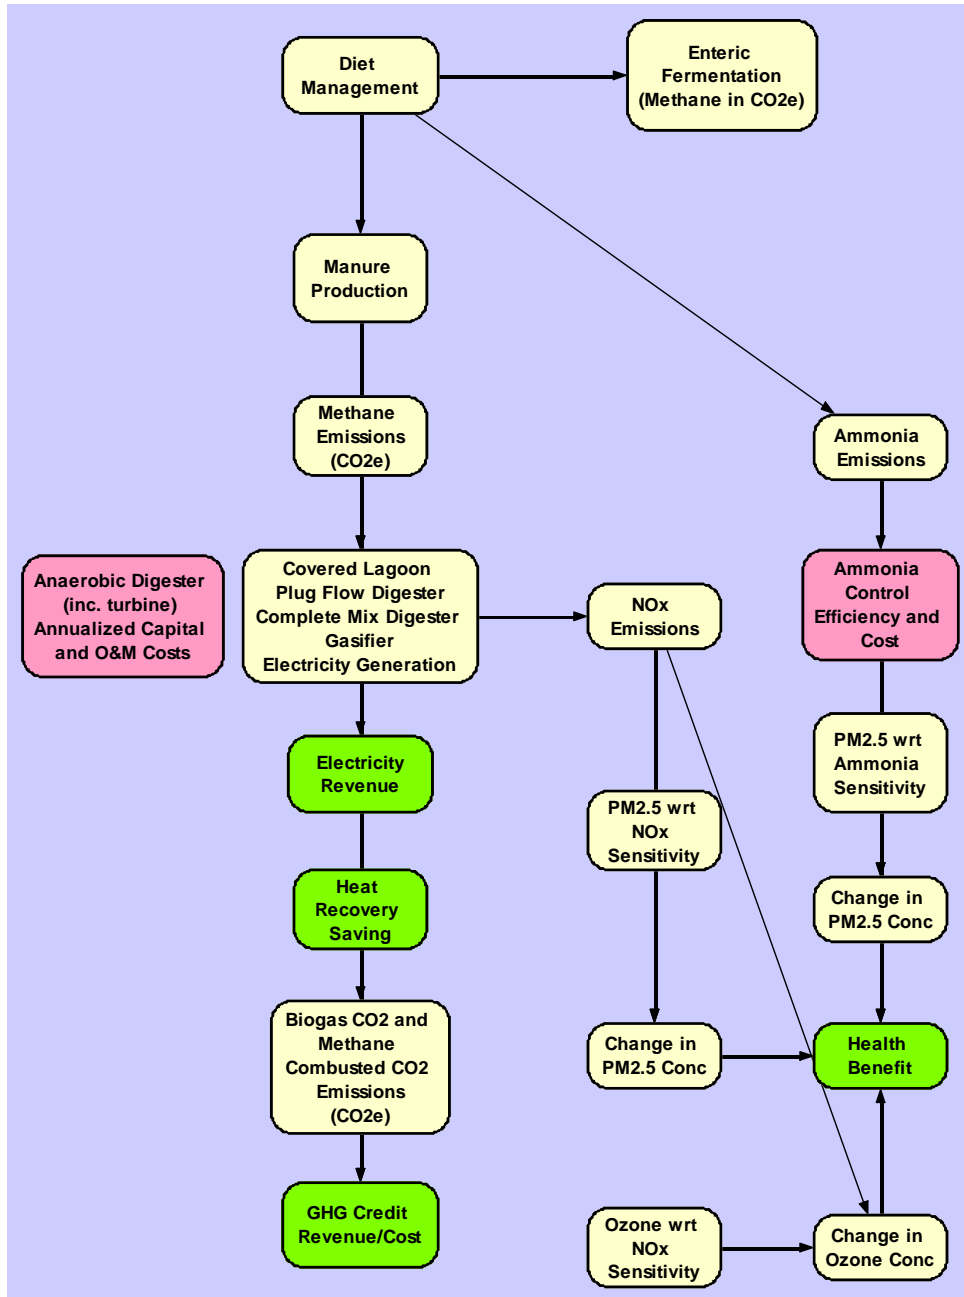 Diet
Management
Enteric
Fermentation
(Methane in CO2e)
Manure
Production
Methane
Emissions
(CO2e)
Ammonia
Emissions
Anaerobic Digester
(inc. turbine)
Annualized Capital
and O&M Costs
Covered Lagoon
Plug Flow Digester
Complete Mix Digester
Gasifier
Electricity Generation
NOx
Emissions
Ammonia
Control
Efficiency and
Cost
Electricity
Revenue
PM2.5 wrt
Ammonia
Sensitivity
PM2.5 wrt
NOx
Sensitivity
Heat
Recovery
Saving
Change in
PM2.5 Conc
Biogas CO2 and
Methane
Combusted CO2
Emissions
(CO2e)
Change in
PM2.5 Conc
Health
Benefit
GHG Credit
Revenue/Cost
Ozone wrt
NOx
Sensitivity
Change in
Ozone Conc